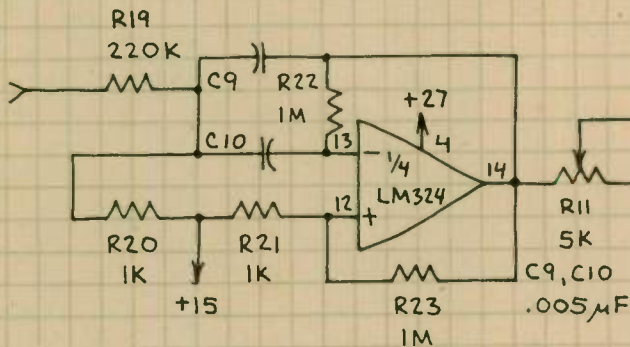 R19
220K
C9
R22
1M
+27
C10
13
4
1/4
14
LM324
12
R20
1K
R21
1K
R11
5K
+15
C9, C10
.005μF
R23
1M